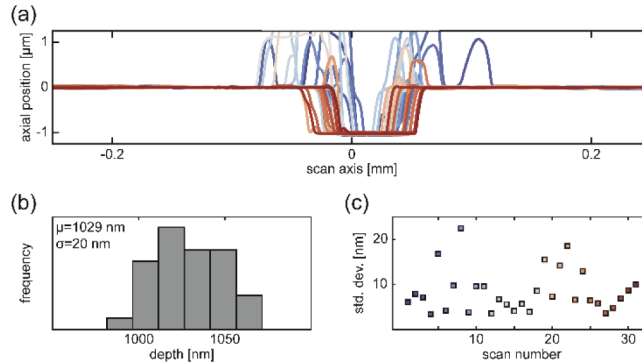 (a)
axial position [µm]
1
0
-1
-0.2
0
0.2
scan axis [mm]
(b)
µ=1029 nm
σ=20 nm
frequency
1000
1050
depth [nm]
(c)
std. dev. [nm]
20
10
0
10
20
30
scan number